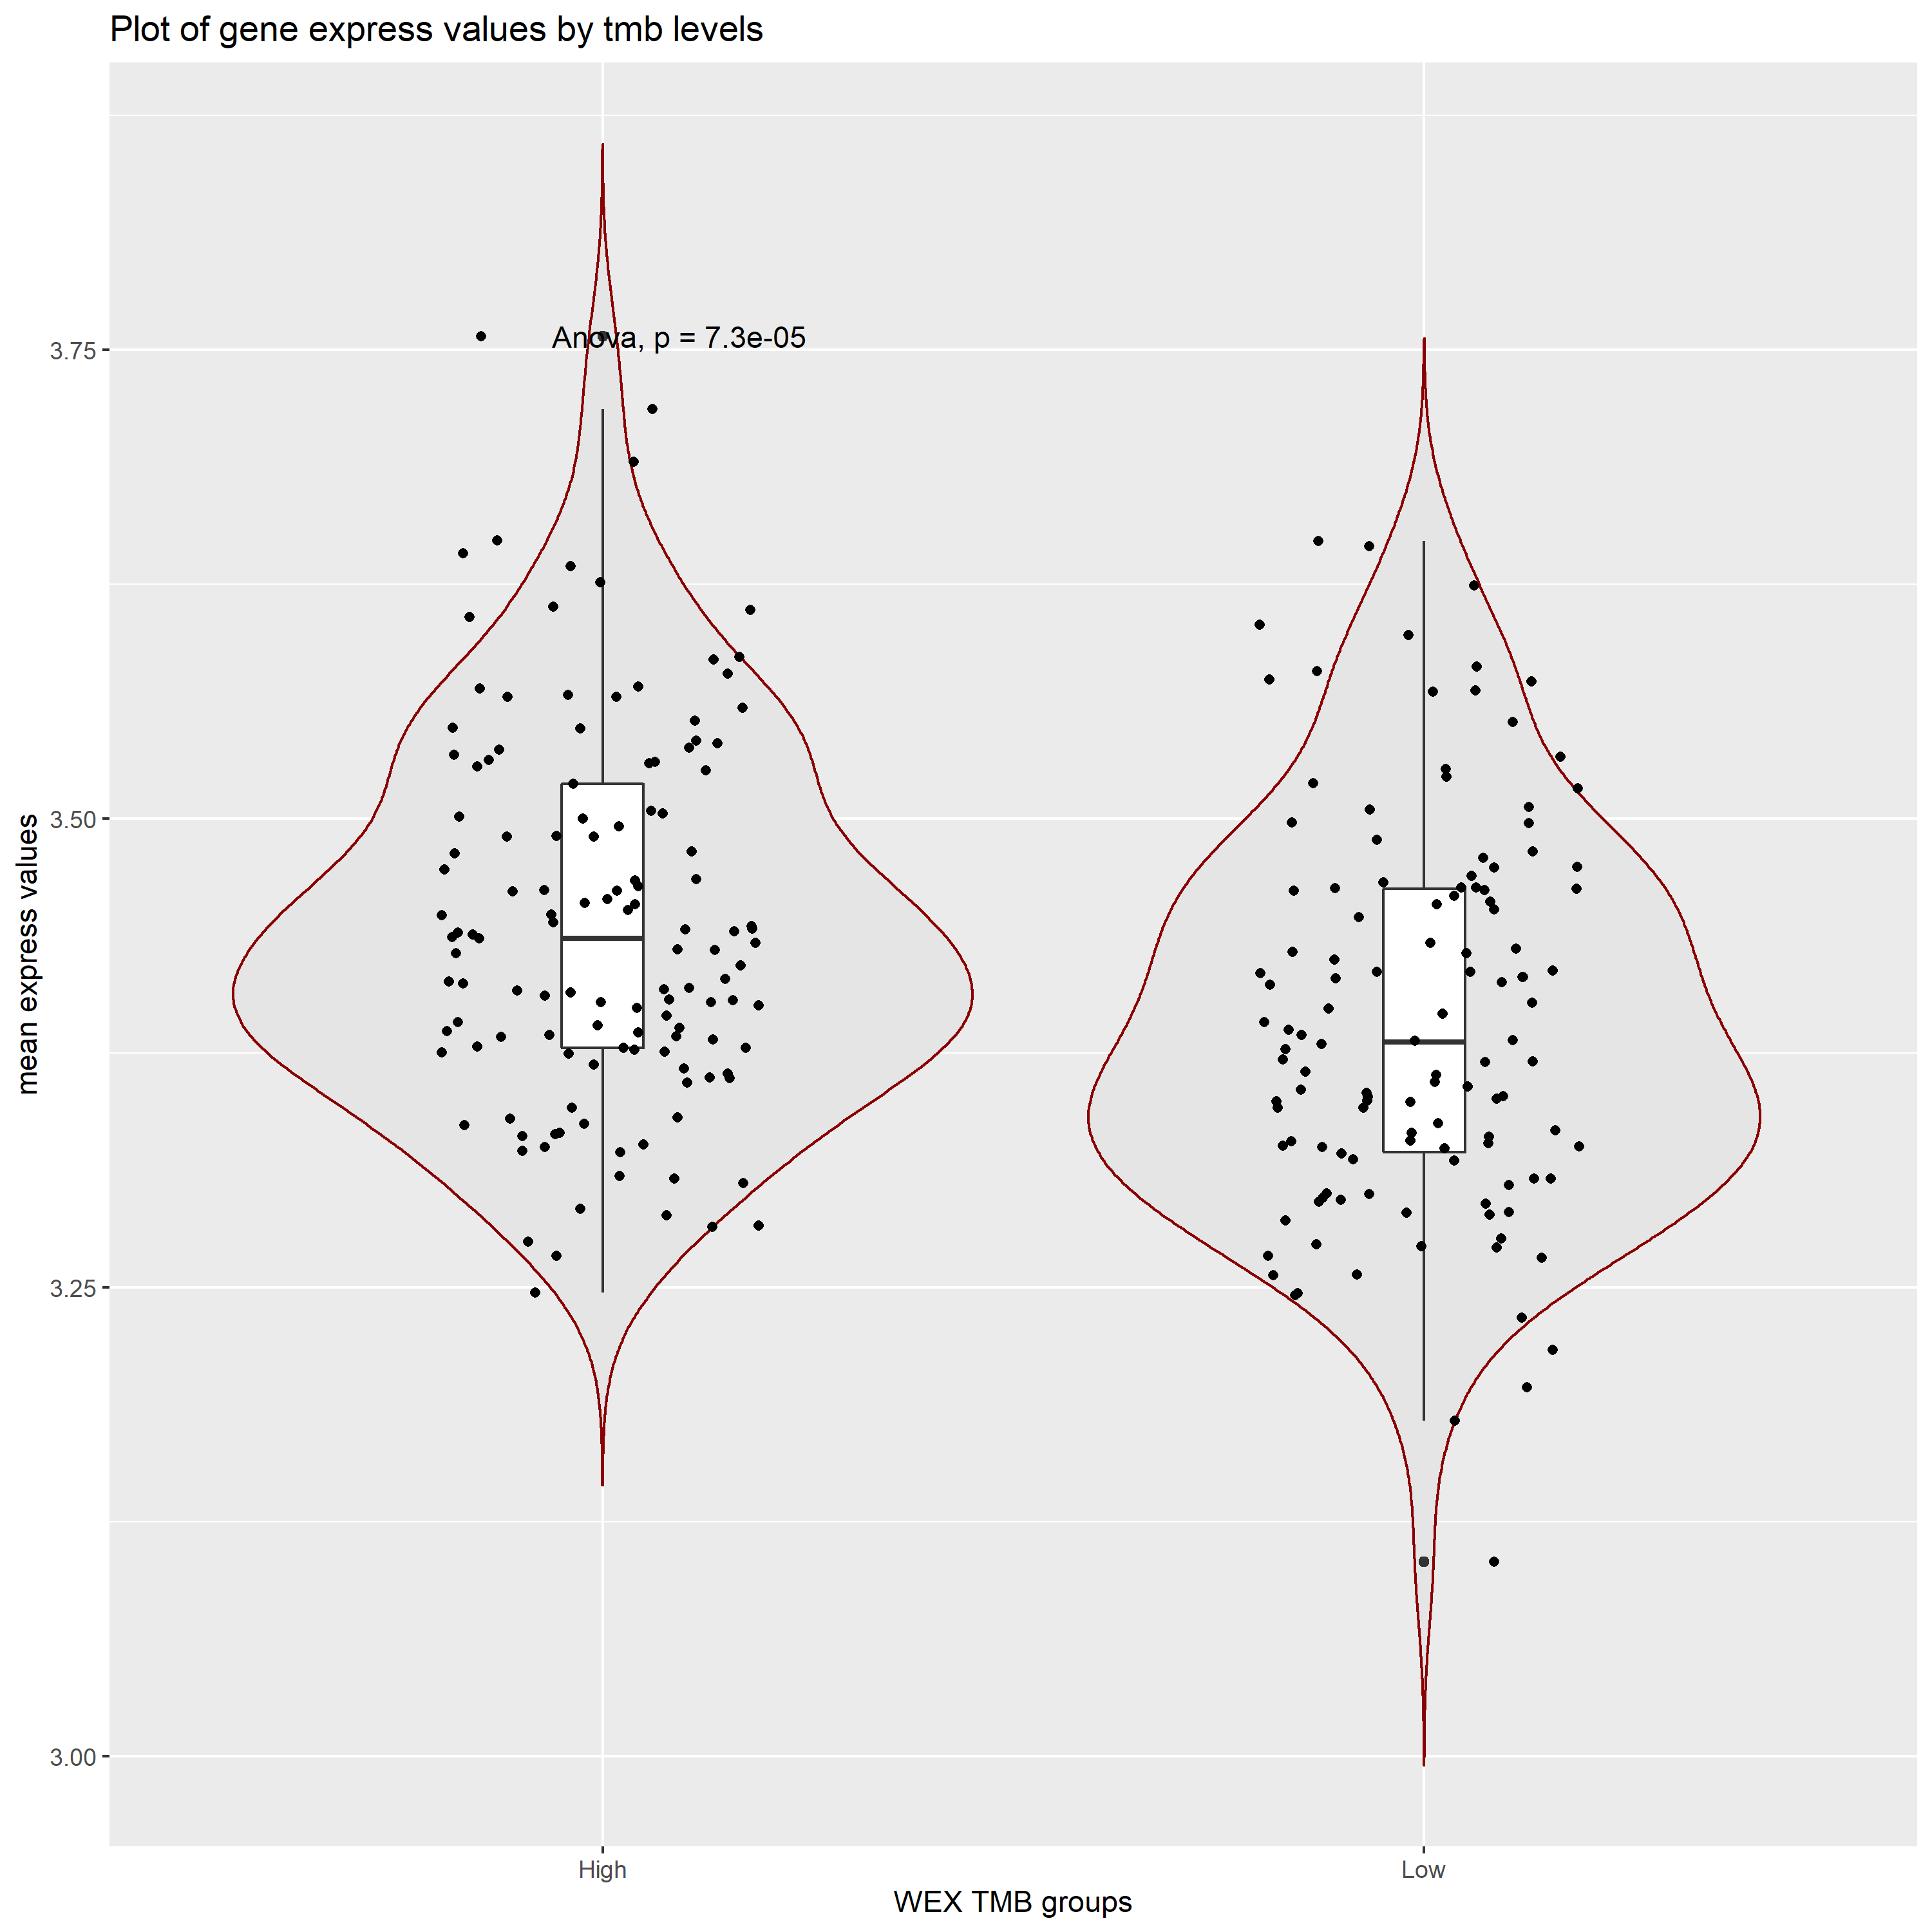 Plot of gene express values by tmb levels
Anova, p = 7.3e-05
3.75
3.50
3.25
3.00
mean express values
High
Low
WEX TMB groups